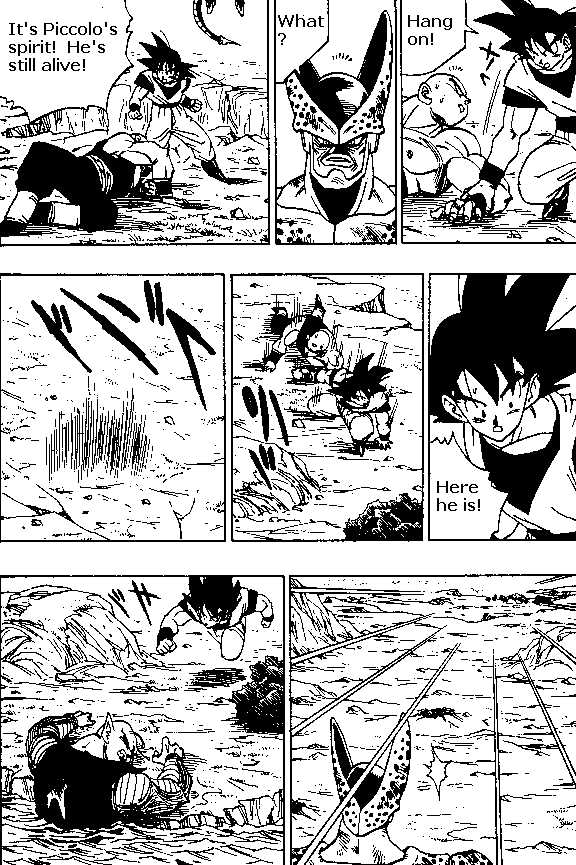 It's Piccolo's
spirit! He's
still alive!
What
?
Hang
on!
Here
he is!